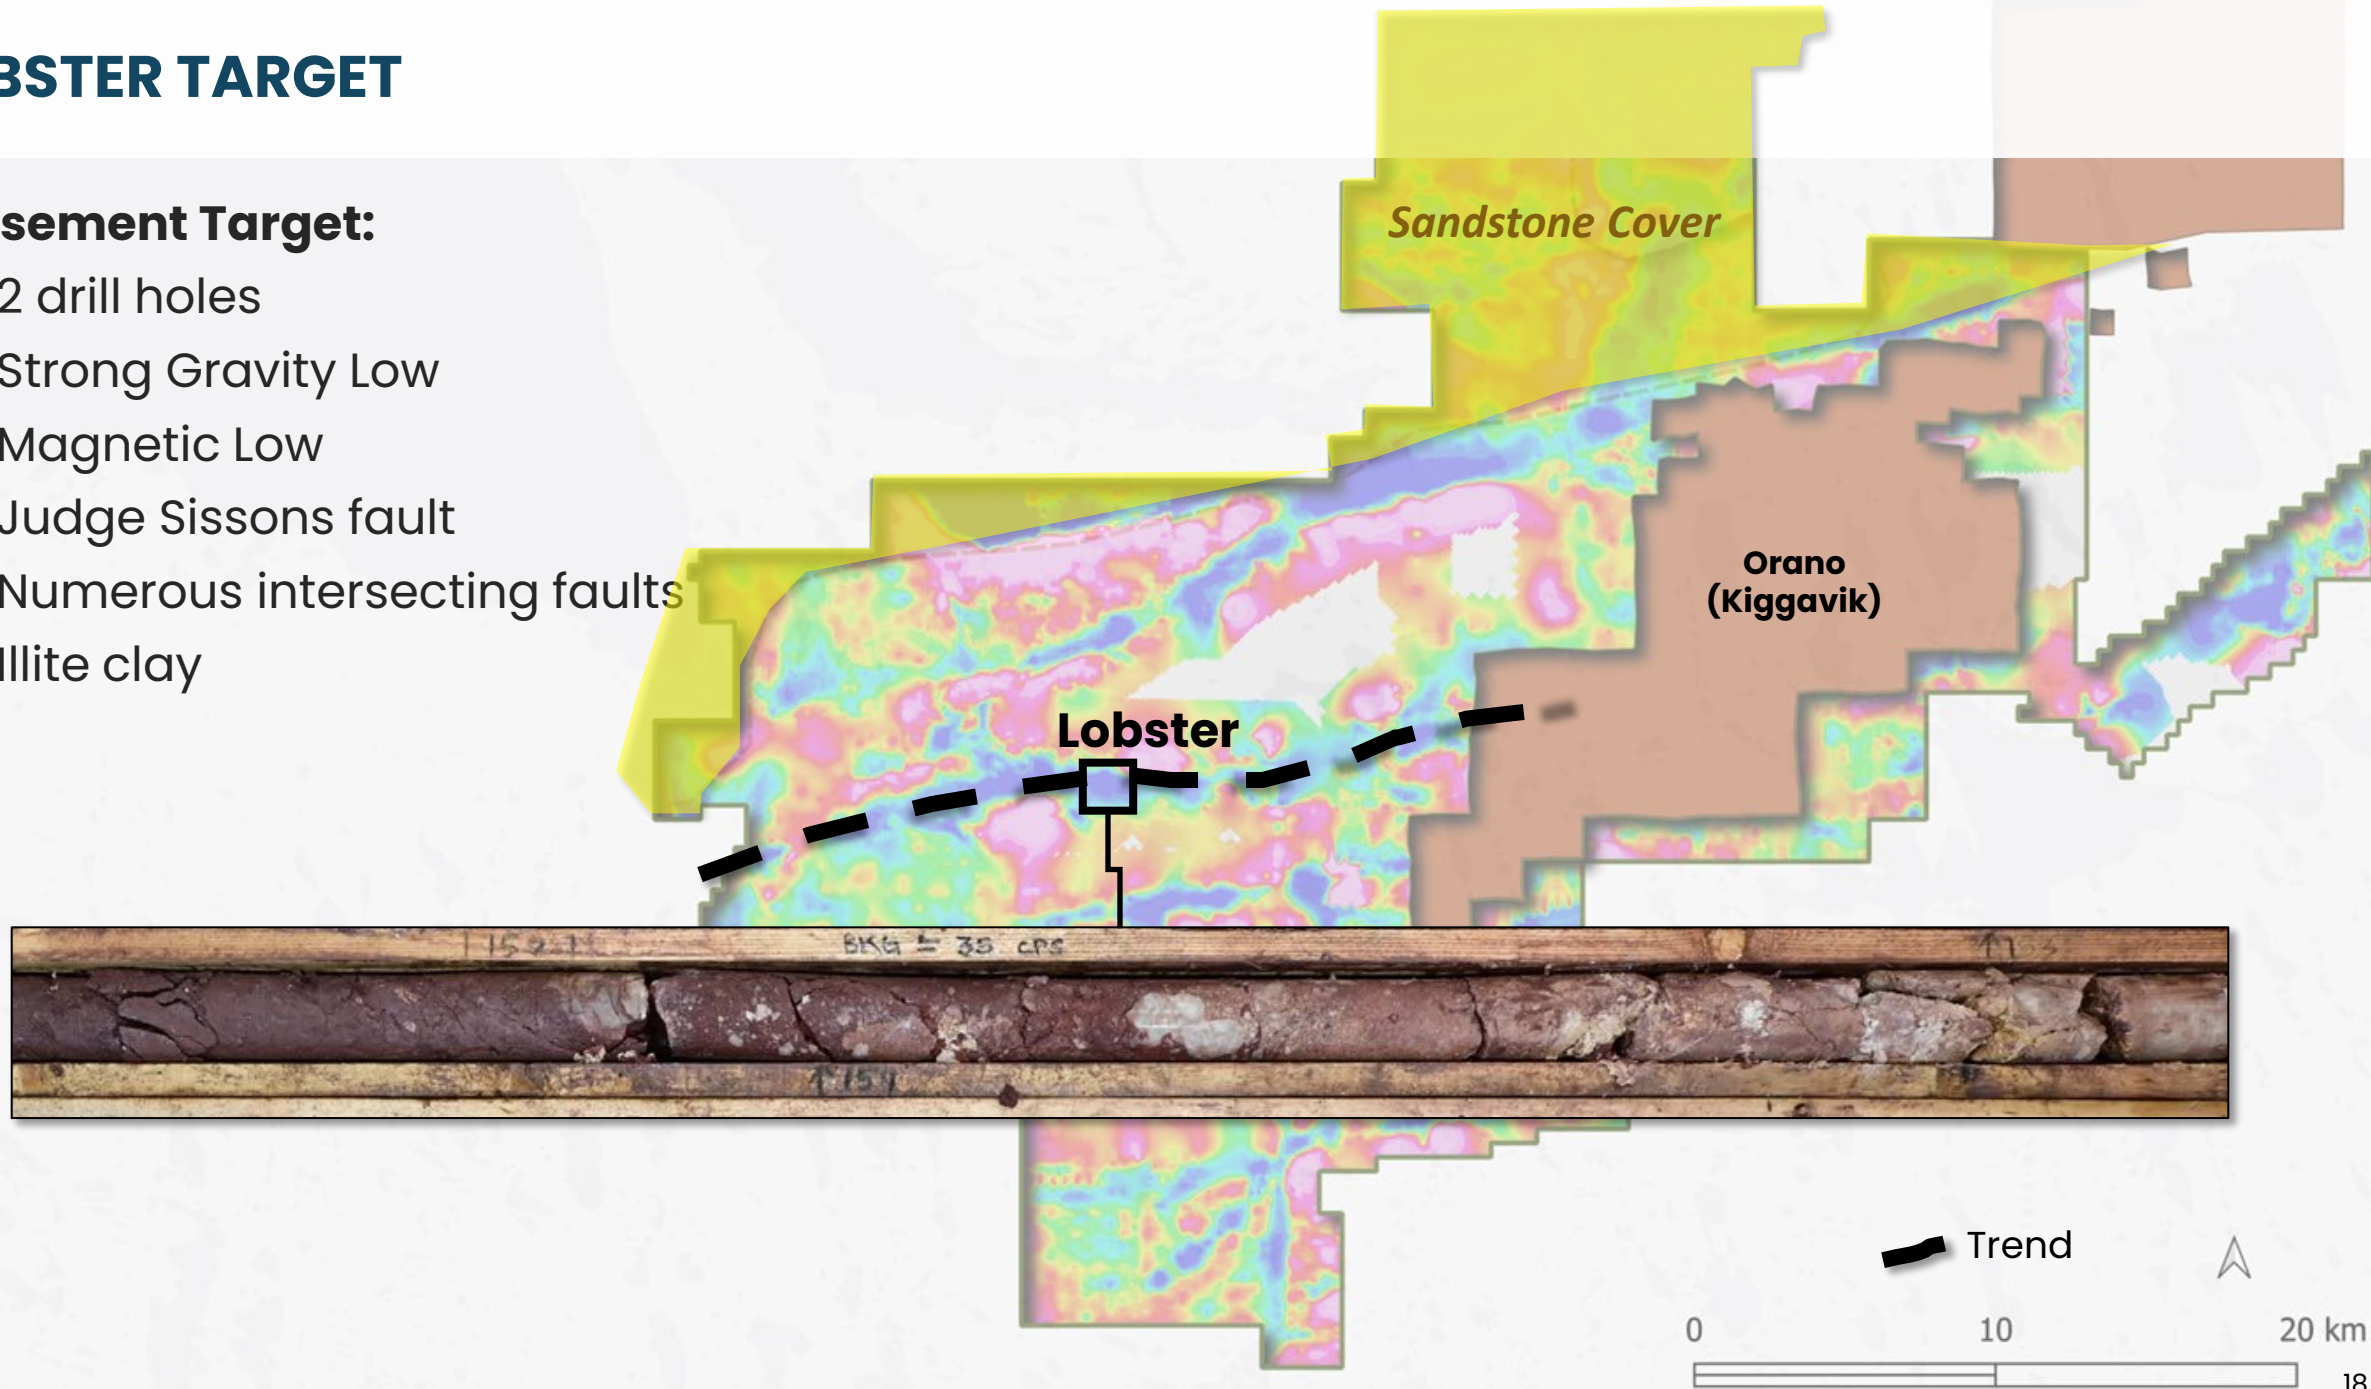 BSTER TARGET
sement Target:
2 drill holes
Strong Gravity Low
Magnetic Low
Judge Sissons fault
Numerous intersecting faults
Illite clay
Sandstone Cover
Orano
(Kiggavik)
Lobster
BKG = 35 cps
Trend
0 10 20 km
18